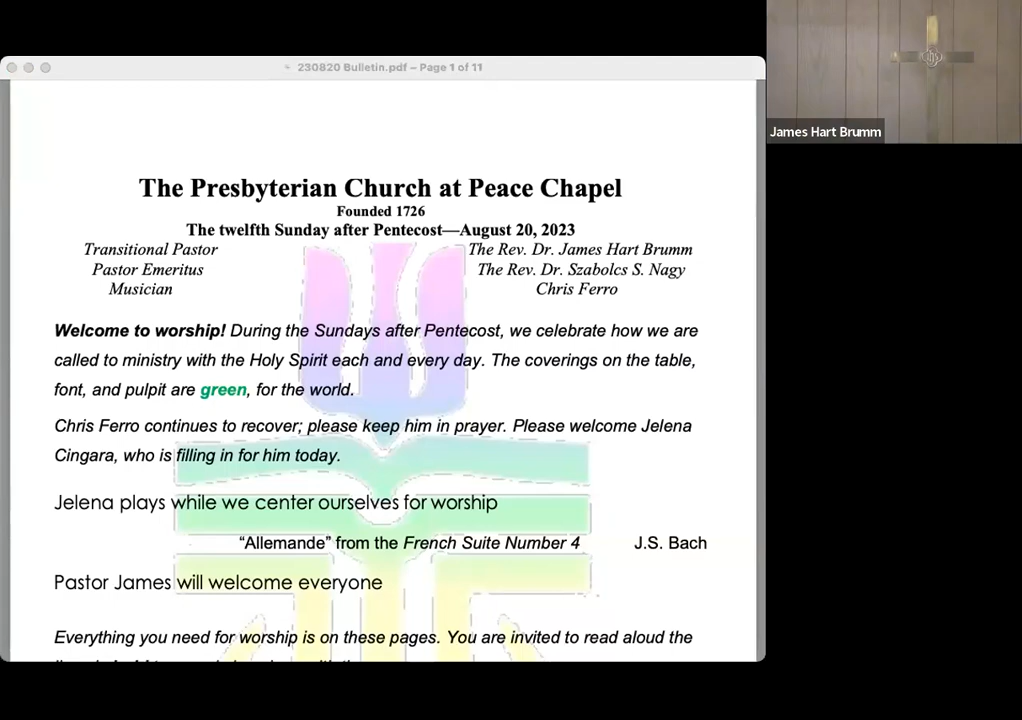 230820 Bulletin.pdf – Page 1 of 11
James Hart Brumm
The Presbyterian Church at Peace Chapel
Founded 1726
The twelfth Sunday after Pentecost—August 20, 2023
Transitional Pastor The Rev. Dr. James Hart Brumm
Pastor Emeritus The Rev. Dr. Szabolcs S. Nagy
Musician Chris Ferro
Welcome to worship! During the Sundays after Pentecost, we celebrate how we are
called to ministry with the Holy Spirit each and every day. The coverings on the table,
font, and pulpit are green, for the world.
Chris Ferro continues to recover; please keep him in prayer. Please welcome Jelena
Cingara, who is filling in for him today.
Jelena plays while we center ourselves for worship
“Allemande” from the French Suite Number 4 J.S. Bach
Pastor James will welcome everyone
Everything you need for worship is on these pages. You are invited to read aloud the